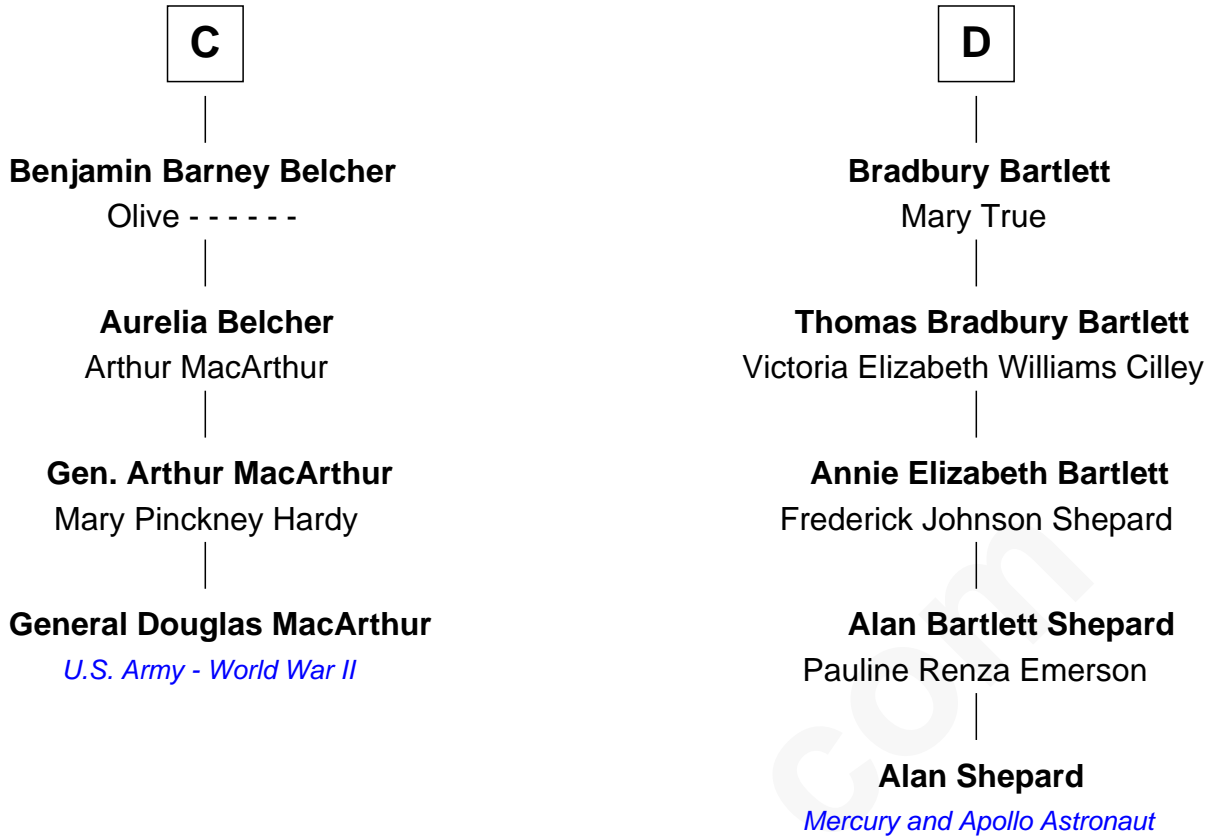 C
Benjamin Barney Belcher
Olive - - - - - -
Aurelia Belcher
Arthur MacArthur
Gen. Arthur MacArthur
Mary Pinckney Hardy
General Douglas MacArthur
U.S. Army - World War II
D
Bradbury Bartlett
Mary True
Thomas Bradbury Bartlett
Victoria Elizabeth Williams Cilley
Annie Elizabeth Bartlett
Frederick Johnson Shepard
Alan Bartlett Shepard
Pauline Renza Emerson
Alan Shepard
Mercury and Apollo Astronaut
com